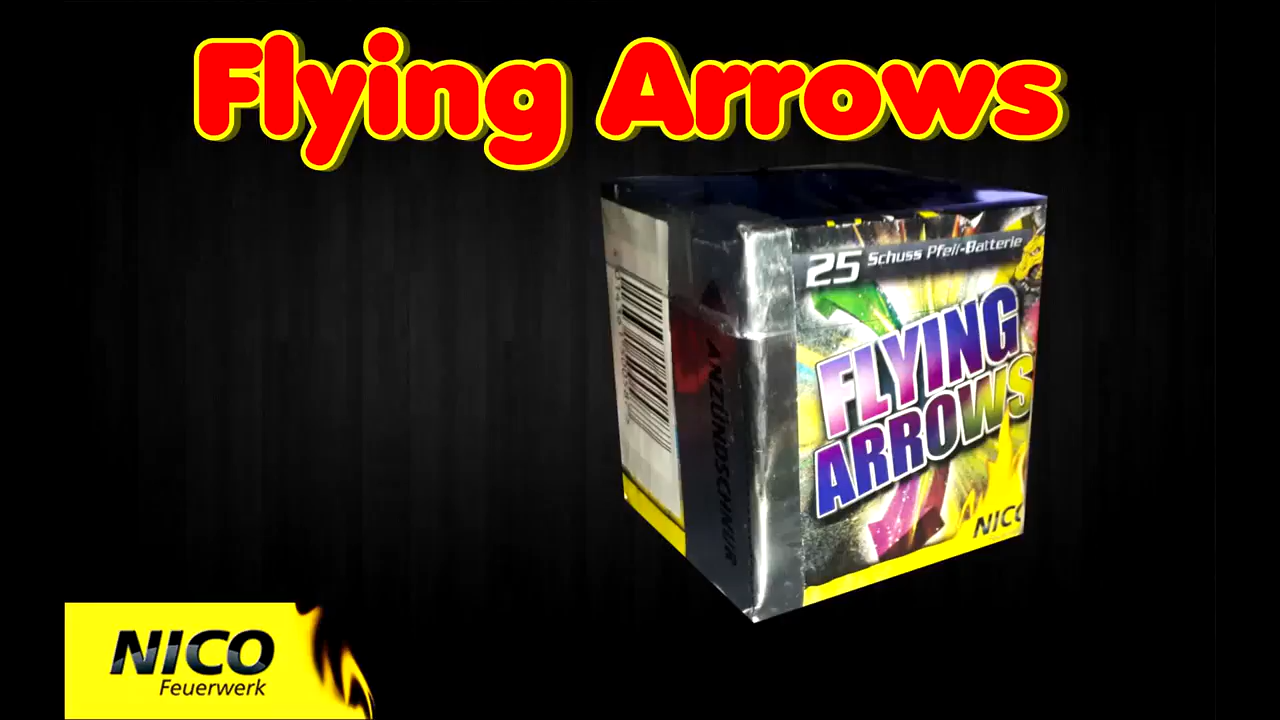 Flying Arrows
25 Schuss Pfeil-Batterie
FLYING
ARROWS
NICO
ANZÜNDSCHNUR
NICO
Feuerwerk